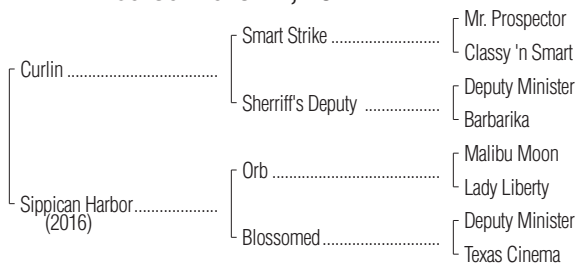 Mr. Prospector
Smart Strike ......................
Classy 'n Smart
Curlin ..............................
Deputy Minister
Sherriff's Deputy ...............
Barbarika
Malibu Moon
Orb ..................................
Lady Liberty
Sippican Harbor................
(2016)
Deputy Minister
Blossomed........................
Texas Cinema